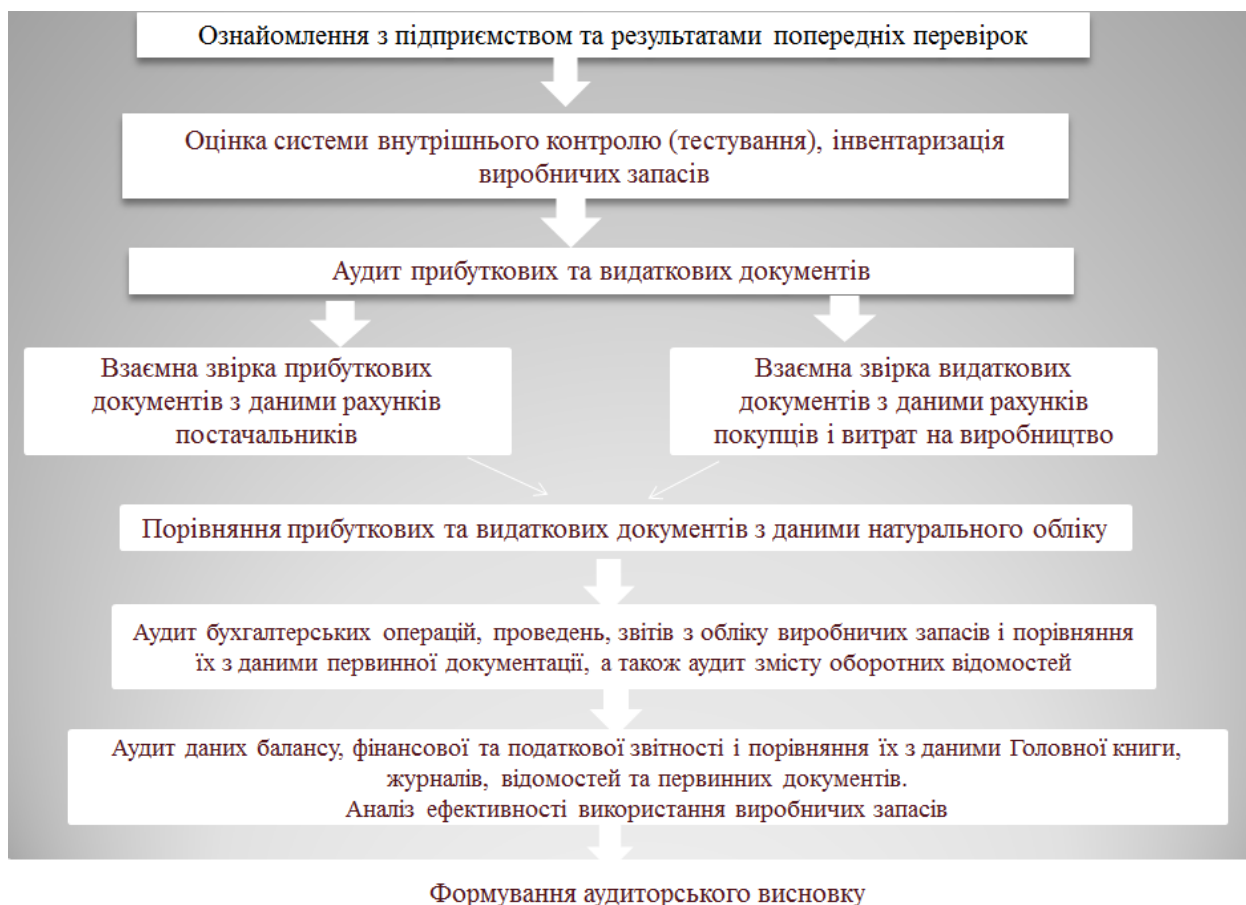 Ознайомлення з підприємством та результатами попередніх перевірок
Оцінка системи внутрішнього контролю (тестування), інвентаризація
виробничих запасів
Аудит прибуткових та видаткових документів
Взаємна звірка прибуткових
документів з даними рахунків
постачальників
Взаємна звірка видаткових
документів з даними рахунків
покупців і витрат на виробництво
Порівняння прибуткових та видаткових документів з даними натурального обліку
Аудит бухгалтерських операцій, проведень, звітів з обліку виробничих запасів і порівняння
їх з даними первинної документації, а також аудит змісту оборотних відомостей
Аудит даних балансу, фінансової та податкової звітності і порівняння їх з даними Головної книги,
журналів, відомостей та первинних документів.
Аналіз ефективності використання виробничих запасів
Формування аудиторського висновку